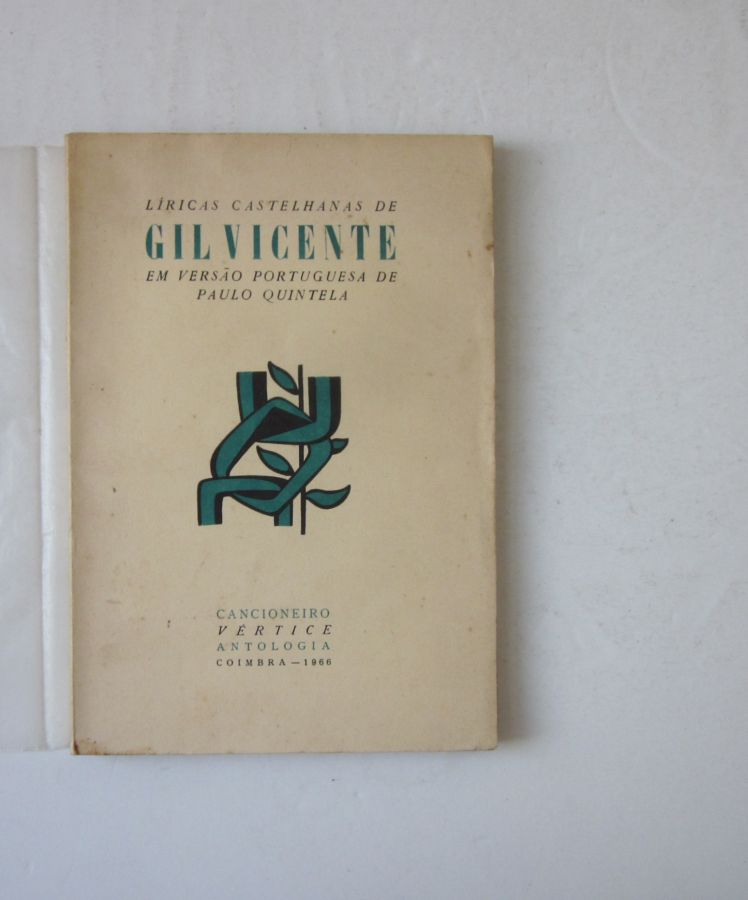 LÍRICAS CASTELHANAS DE
GIL VICENTE
EM VERSÃO PORTUGUESA DE
PAULO QUINTELA
CANCIONEIRO
VÉRTICE
ANTOLOGIA
COIMBRA — 1966